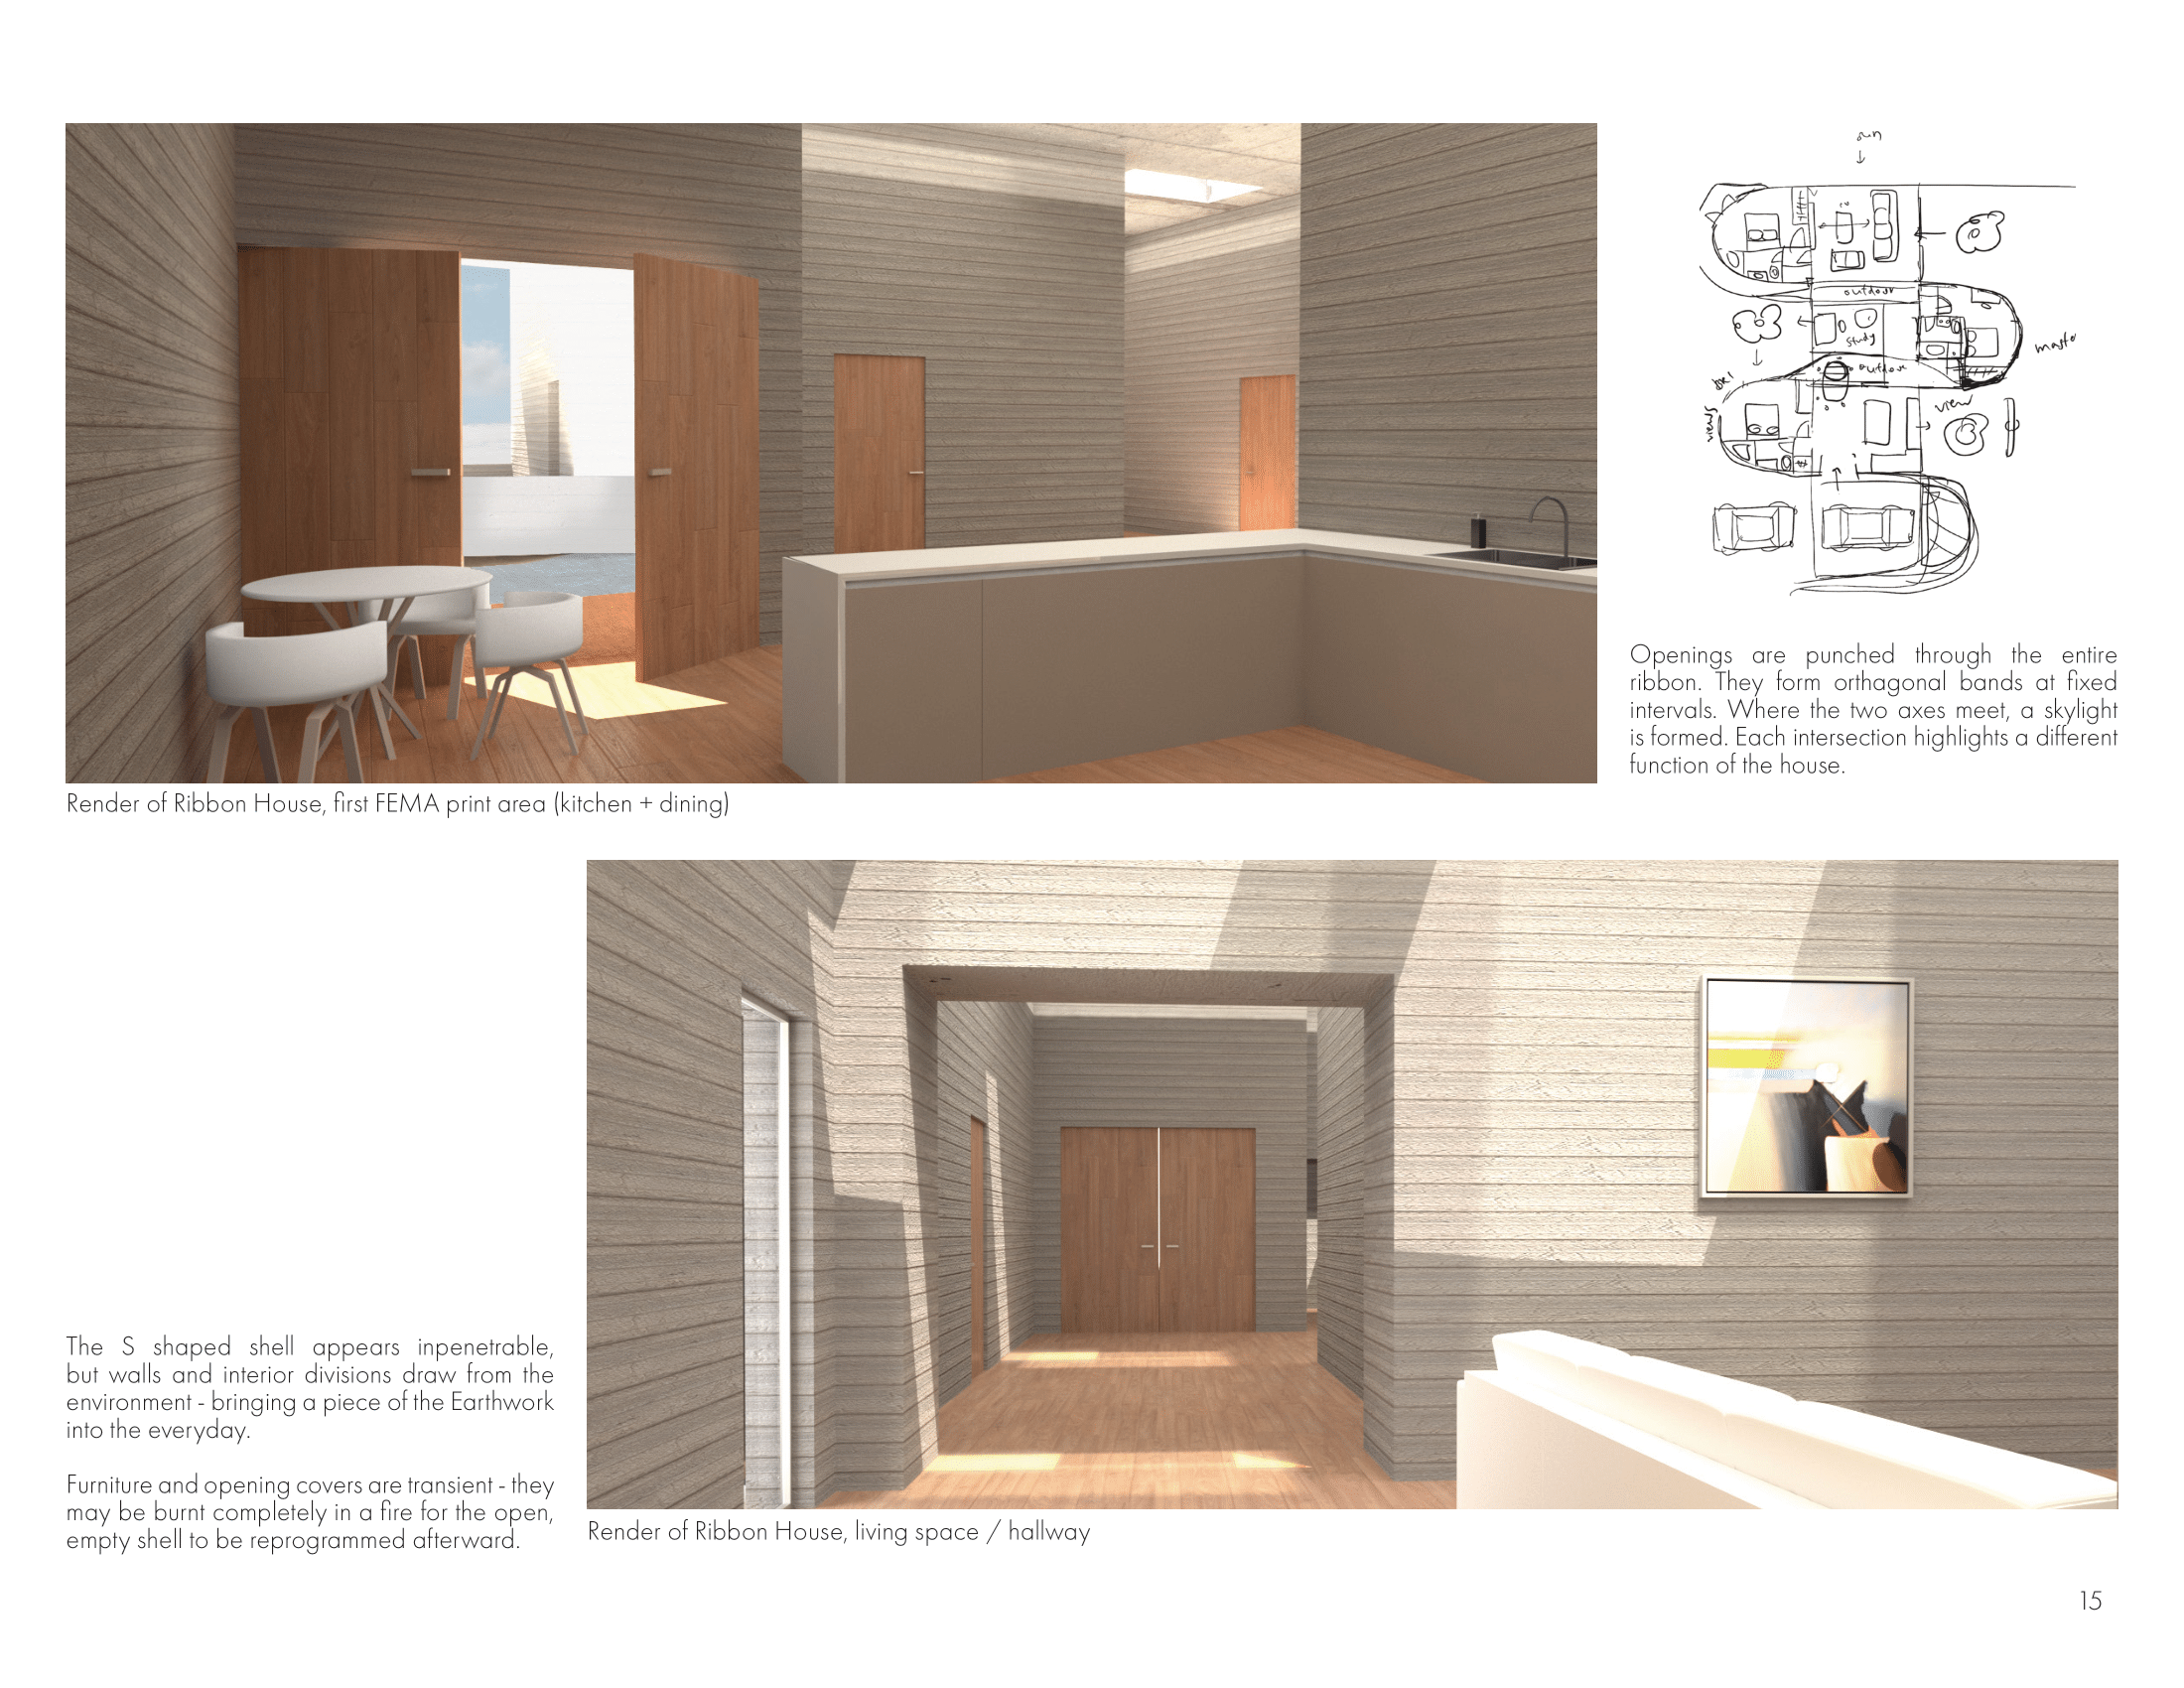 sun
outdoor
study
outdoor
master
view
views
Openings are punched through the entire
ribbon. They form orthagonal bands at fixed
intervals. Where the two axes meet, a skylight
is formed. Each intersection highlights a different
function of the house.
Render of Ribbon House, first FEMA print area (kitchen + dining)
The S shaped shell appears inpenetrable,
but walls and interior divisions draw from the
environment - bringing a piece of the Earthwork
into the everyday.
Furniture and opening covers are transient - they
may be burnt completely in a fire for the open,
empty shell to be reprogrammed afterward.
Render of Ribbon House, living space / hallway
15